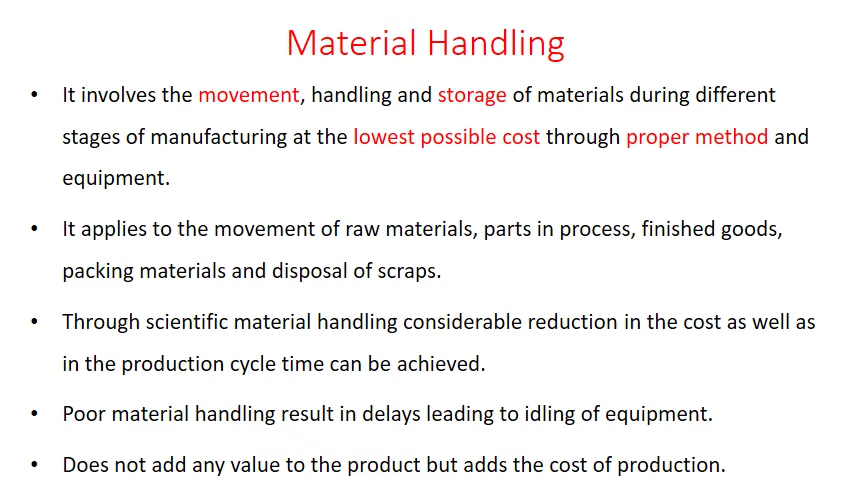 Material Handling
• It involves the movement, handling and storage of materials during different
stages of manufacturing at the lowest possible cost through proper method and
equipment.
• It applies to the movement of raw materials, parts in process, finished goods,
packing materials and disposal of scraps.
• Through scientific material handling considerable reduction in the cost as well as
in the production cycle time can be achieved.
• Poor material handling result in delays leading to idling of equipment.
• Does not add any value to the product but adds the cost of production.